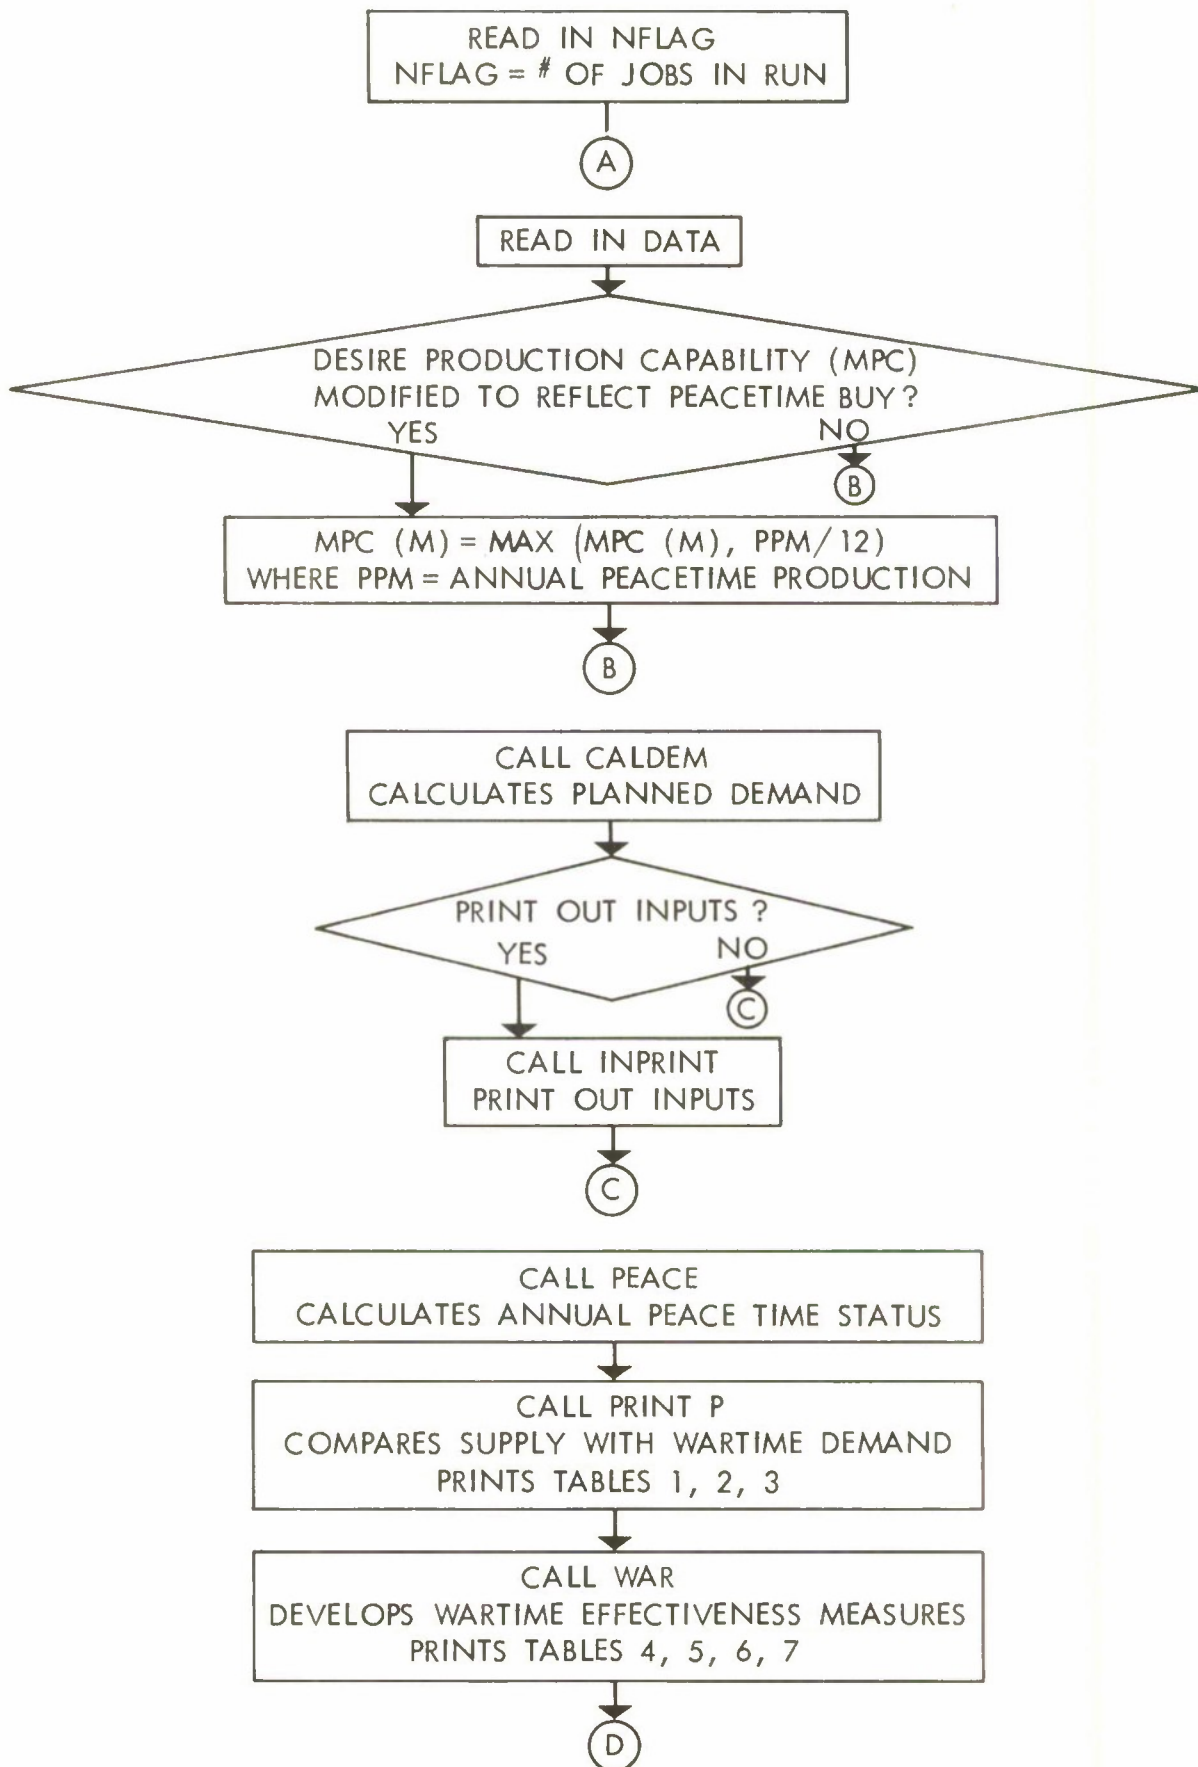 READ IN NFLAG
NFLAG = # OF JOBS IN RUN
A
READ IN DATA
DESIRE PRODUCTION CAPABILITY (MPC)
MODIFIED TO REFLECT PEACETIME BUY?
YES NO
B
MPC (M) = MAX (MPC (M), PPM/12)
WHERE PPM = ANNUAL PEACETIME PRODUCTION
B
CALL CALDEM
CALCULATES PLANNED DEMAND
PRINT OUT INPUTS ?
YES NO
C
CALL INPRINT
PRINT OUT INPUTS
C
CALL PEACE
CALCULATES ANNUAL PEACE TIME STATUS
CALL PRINT P
COMPARES SUPPLY WITH WARTIME DEMAND
PRINTS TABLES 1, 2, 3
CALL WAR
DEVELOPS WARTIME EFFECTIVENESS MEASURES
PRINTS TABLES 4, 5, 6, 7
D